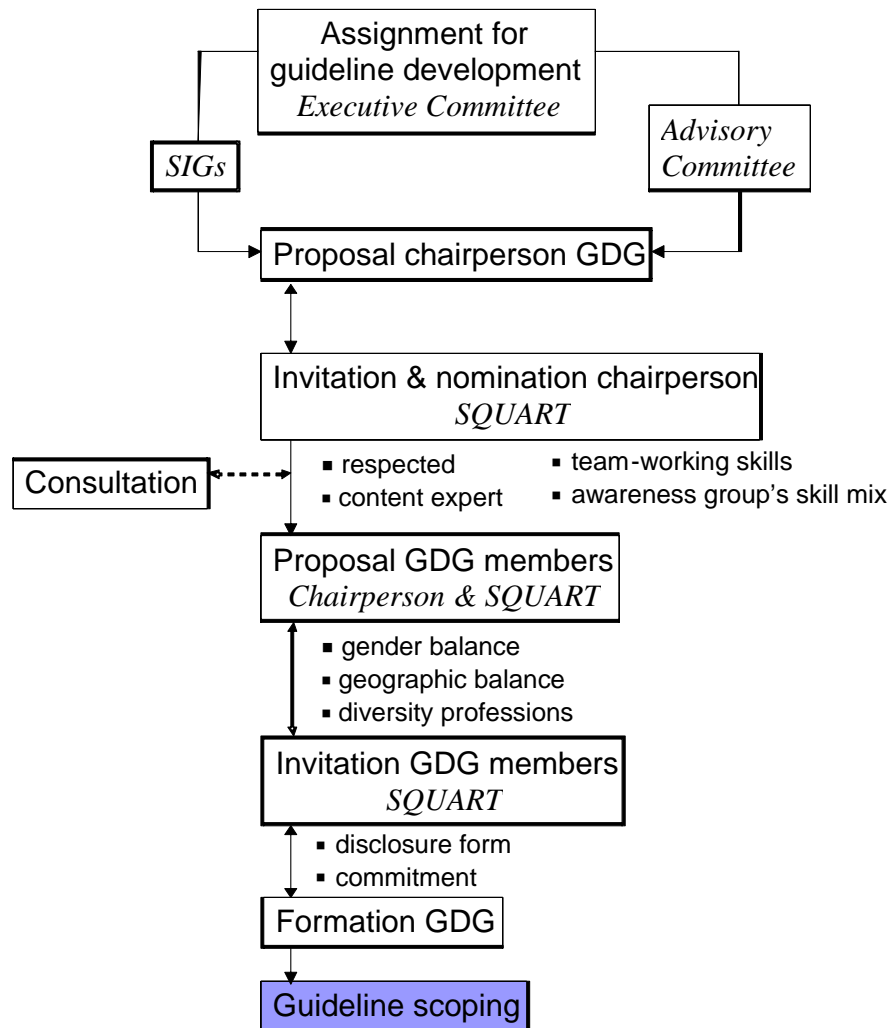 Assignment for
guideline development
Executive Committee
SIGs
Advisory
Committee
Proposal chairperson GDG
Invitation & nomination chairperson
SQUART
Consultation
▪ respected
▪ content expert
▪ team-working skills
▪ awareness group’s skill mix
Proposal GDG members
Chairperson & SQUART
▪ gender balance
▪ geographic balance
▪ diversity professions
Invitation GDG members
SQUART
▪ disclosure form
▪ commitment
Formation GDG
Guideline scoping